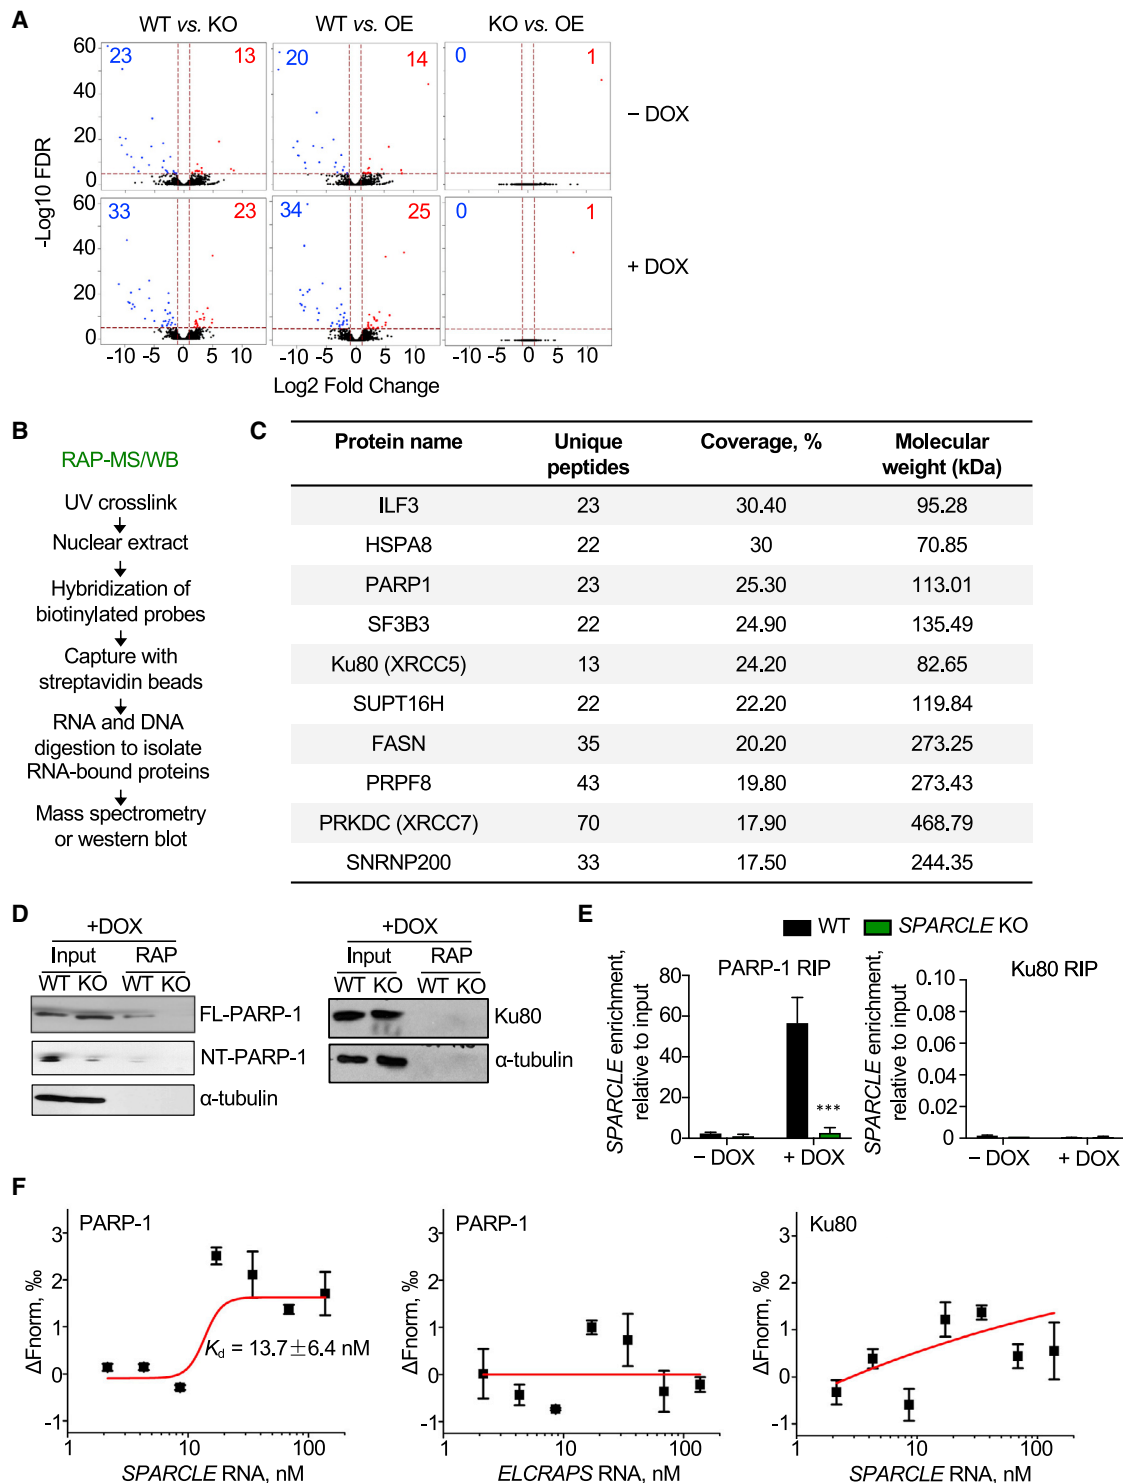 A
WT vs. KO
WT vs. OE
KO vs. OE
-Log10 FDR
60
40
20
0
23
13
20
14
0
1
– DOX
60
40
20
0
33
23
34
25
0
1
+ DOX
-10 -5 0 5 10
-10 -5 0 5 10
-10 -5 0 5 10
Log2 Fold Change
B
RAP-MS/WB
UV crosslink
Nuclear extract
Hybridization of
biotinylated probes
Capture with
streptavidin beads
RNA and DNA
digestion to isolate
RNA-bound proteins
Mass spectrometry
or western blot
C
Protein name Unique peptides Coverage, % Molecular weight (kDa)
ILF3 23 30.40 95.28
HSPA8 22 30 70.85
PARP1 23 25.30 113.01
SF3B3 22 24.90 135.49
Ku80 (XRCC5) 13 24.20 82.65
SUPT16H 22 22.20 119.84
FASN 35 20.20 273.25
PRPF8 43 19.80 273.43
PRKDC (XRCC7) 70 17.90 468.79
SNRNP200 33 17.50 244.35
D
+DOX
Input RAP
WT KO WT KO
FL-PARP-1
NT-PARP-1
α-tubulin
+DOX
Input RAP
WT KO WT KO
Ku80
α-tubulin
E
WT SPARCLE KO
PARP-1 RIP
SPARCLE enrichment,
relative to input
80
60
40
20
0
***
– DOX + DOX
Ku80 RIP
SPARCLE enrichment,
relative to input
0.10
0.08
0.06
0.04
0.02
0
– DOX + DOX
F
PARP-1
ΔFnorm, ‰
3
2
1
0
-1
Kd = 13.7±6.4 nM
1 10 100
SPARCLE RNA, nM
PARP-1
ΔFnorm, ‰
3
2
1
0
-1
1 10 100
ELCRAPS RNA, nM
Ku80
ΔFnorm, ‰
3
2
1
0
-1
1 10 100
SPARCLE RNA, nM